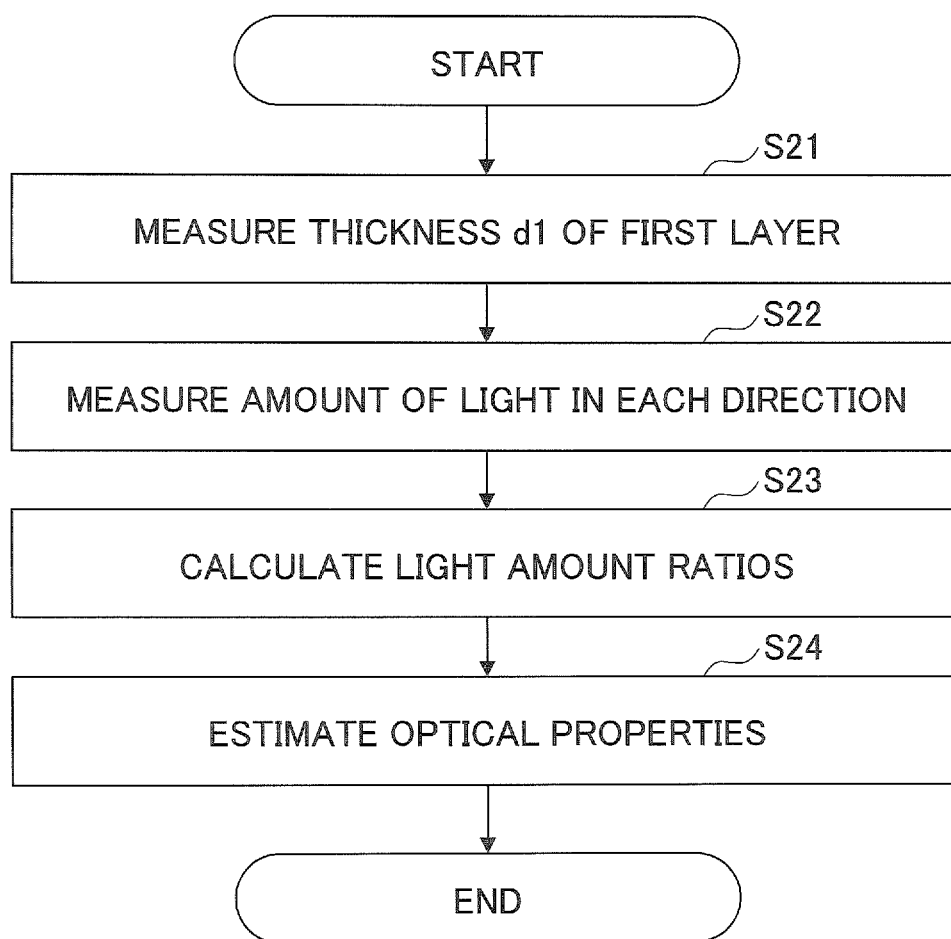 START
S21
MEASURE THICKNESS d1 OF FIRST LAYER
S22
MEASURE AMOUNT OF LIGHT IN EACH DIRECTION
S23
CALCULATE LIGHT AMOUNT RATIOS
S24
ESTIMATE OPTICAL PROPERTIES
END